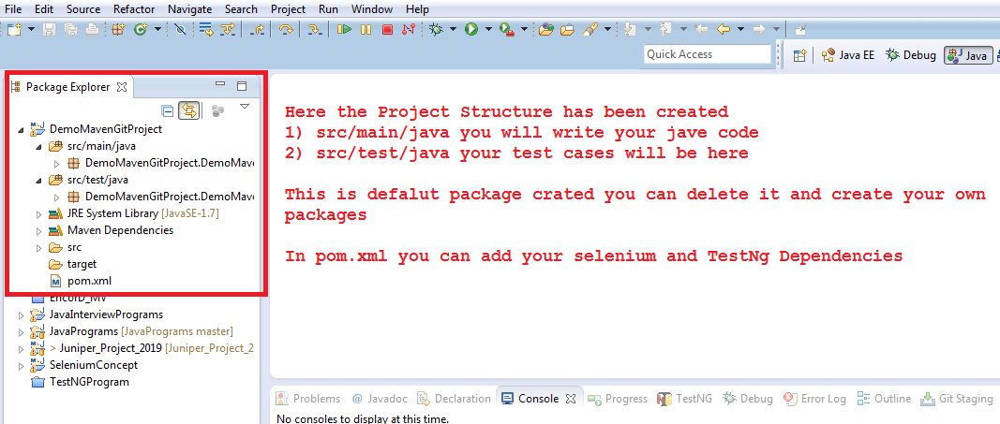 File Edit Source Refactor Navigate Search Project Run Window Help
Quick Access
Java EE Debug Java
Package Explorer
DemoMavenGitProject
src/main/java
DemoMavenGitProject.DemoMave
src/test/java
DemoMavenGitProject.DemoMave
JRE System Library [JavaSE-1.7]
Maven Dependencies
src
target
pom.xml
JavaInterviewPrograms
JavaPrograms [JavaPrograms master]
> Juniper_Project_2019 [Juniper_Project_2
SeleniumConcept
TestNGProgram
Here the Project Structure has been created
1) src/main/java you will write your jave code
2) src/test/java your test cases will be here
This is defalut package crated you can delete it and create your own
packages
In pom.xml you can add your selenium and TestNg Dependencies
Problems @ Javadoc Declaration Console Progress TestNG Debug Error Log Outline Git Staging
No consoles to display at this time.